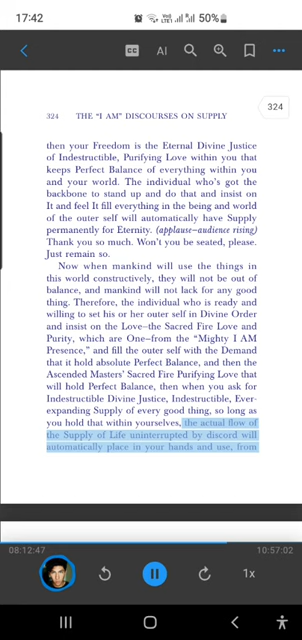 17:42
50%
CC
AI
324
324 THE “I AM” DISCOURSES ON SUPPLY
then your Freedom is the Eternal Divine Justice
of Indestructible, Purifying Love within you that
keeps Perfect Balance of everything within you
and your world. The individual who’s got the
backbone to stand up and do that and insist on
It and feel It fill everything in the being and world
of the outer self will automatically have Supply
permanently for Eternity. (applause—audience rising)
Thank you so much. Won’t you be seated, please.
Just remain so.
Now when mankind will use the things in
this world constructively, they will not be out of
balance, and mankind will not lack for any good
thing. Therefore, the individual who is ready and
willing to set his or her outer self in Divine Order
and insist on the Love—the Sacred Fire Love and
Purity, which are One—from the “Mighty I AM
Presence,” and fill the outer self with the Demand
that it hold absolute Perfect Balance, and then the
Ascended Masters’ Sacred Fire Purifying Love that
will hold Perfect Balance, then when you ask for
Indestructible Divine Justice, Indestructible, Ever-
expanding Supply of every good thing, so long as
you hold that within yourselves, the actual flow of
the Supply of Life uninterrupted by discord will
automatically place in your hands and use, from
08:12:47
10:57:02
1x